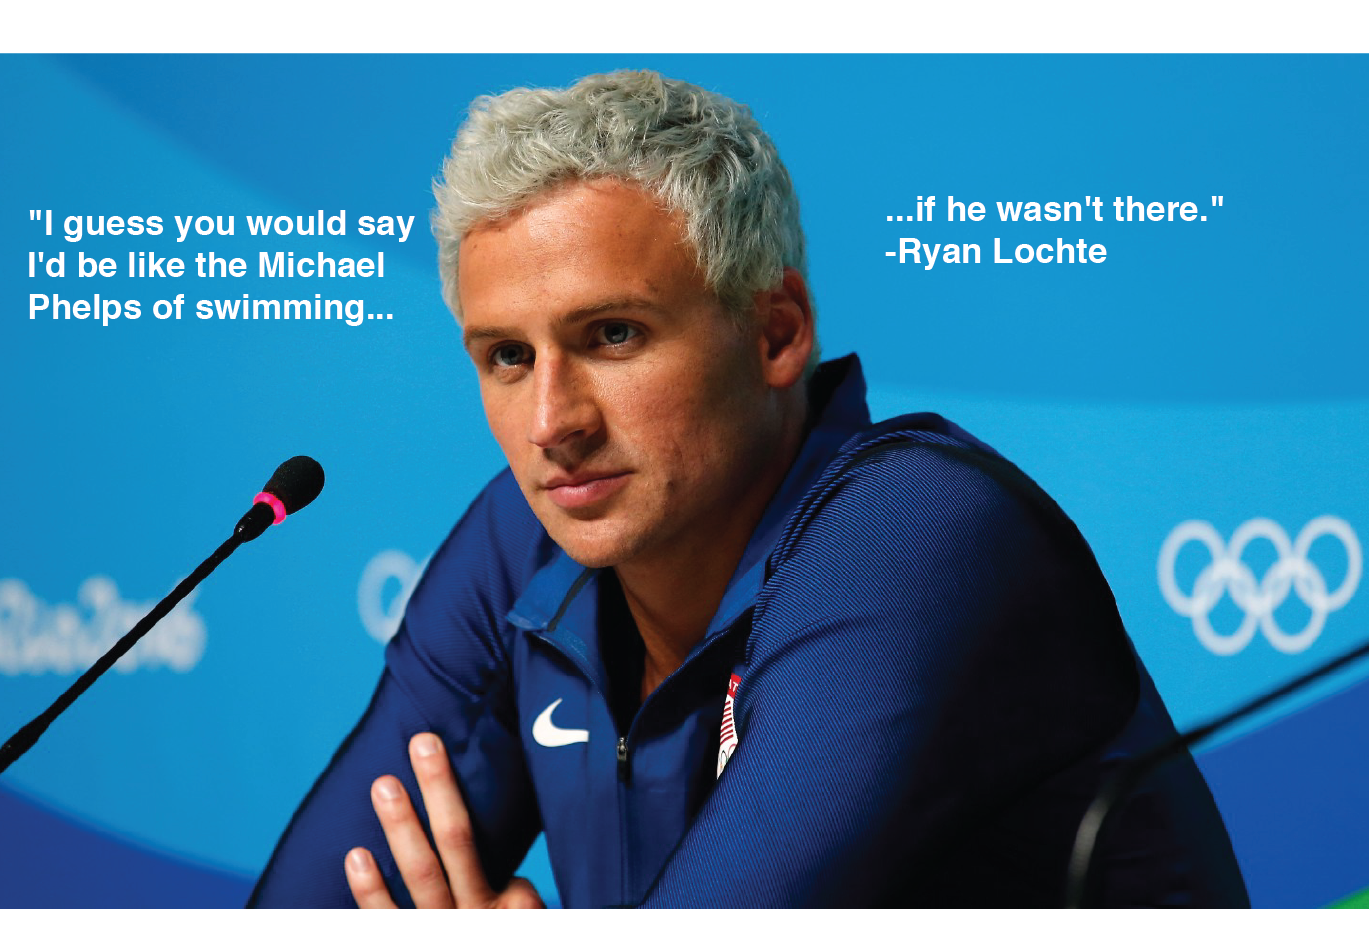 "I guess you would say
I'd be like the Michael
Phelps of swimming...
...if he wasn't there."
-Ryan Lochte